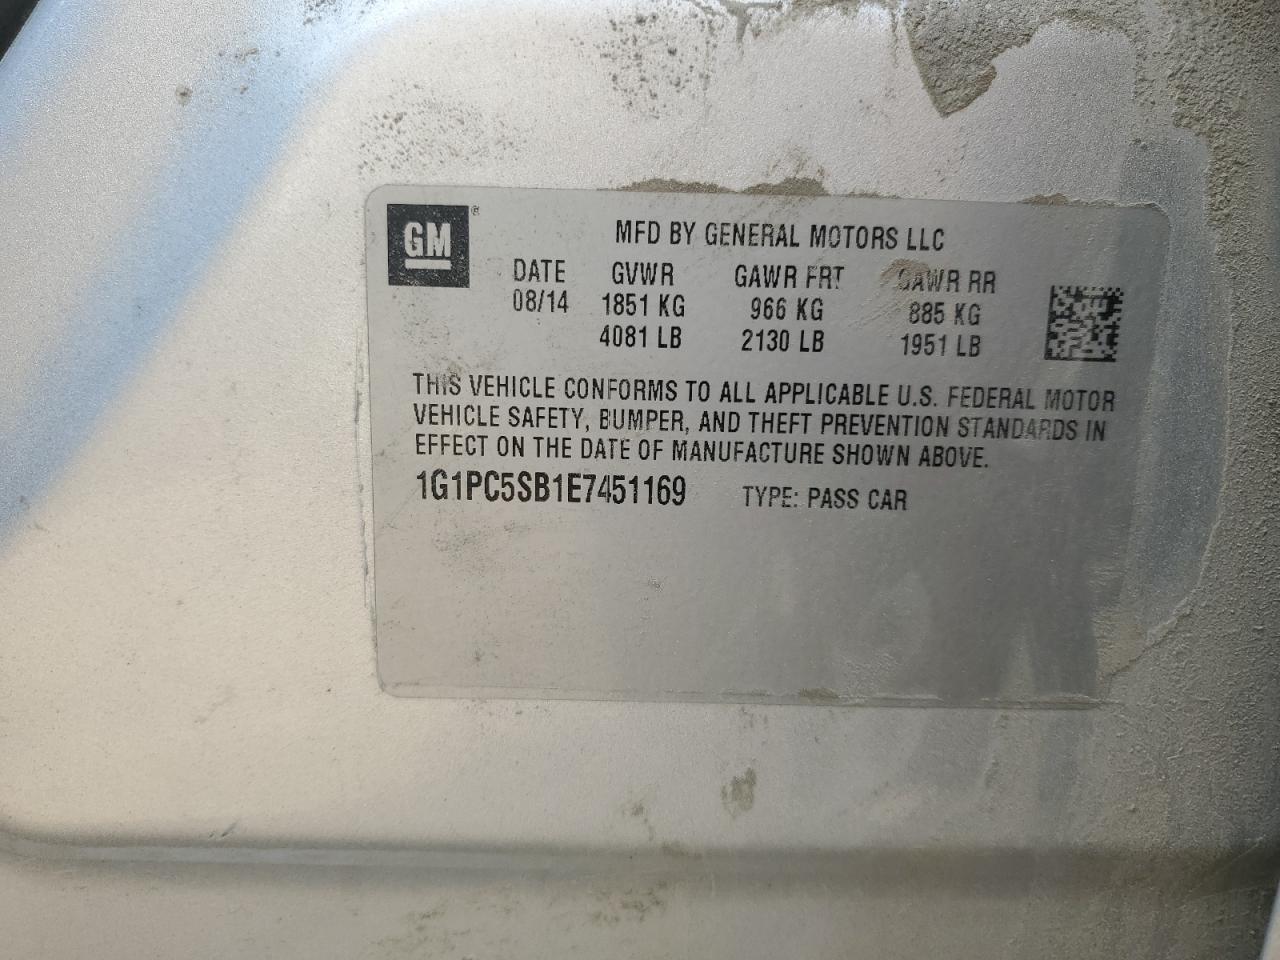 GM®
MFD BY GENERAL MOTORS LLC
DATE GVWR GAWR FRT GAWR RR
08/14 1851 KG 966 KG 885 KG
4081 LB 2130 LB 1951 LB
THIS VEHICLE CONFORMS TO ALL APPLICABLE U.S. FEDERAL MOTOR
VEHICLE SAFETY, BUMPER, AND THEFT PREVENTION STANDARDS IN
EFFECT ON THE DATE OF MANUFACTURE SHOWN ABOVE.
1G1PC5SB1E7451169 TYPE: PASS CAR